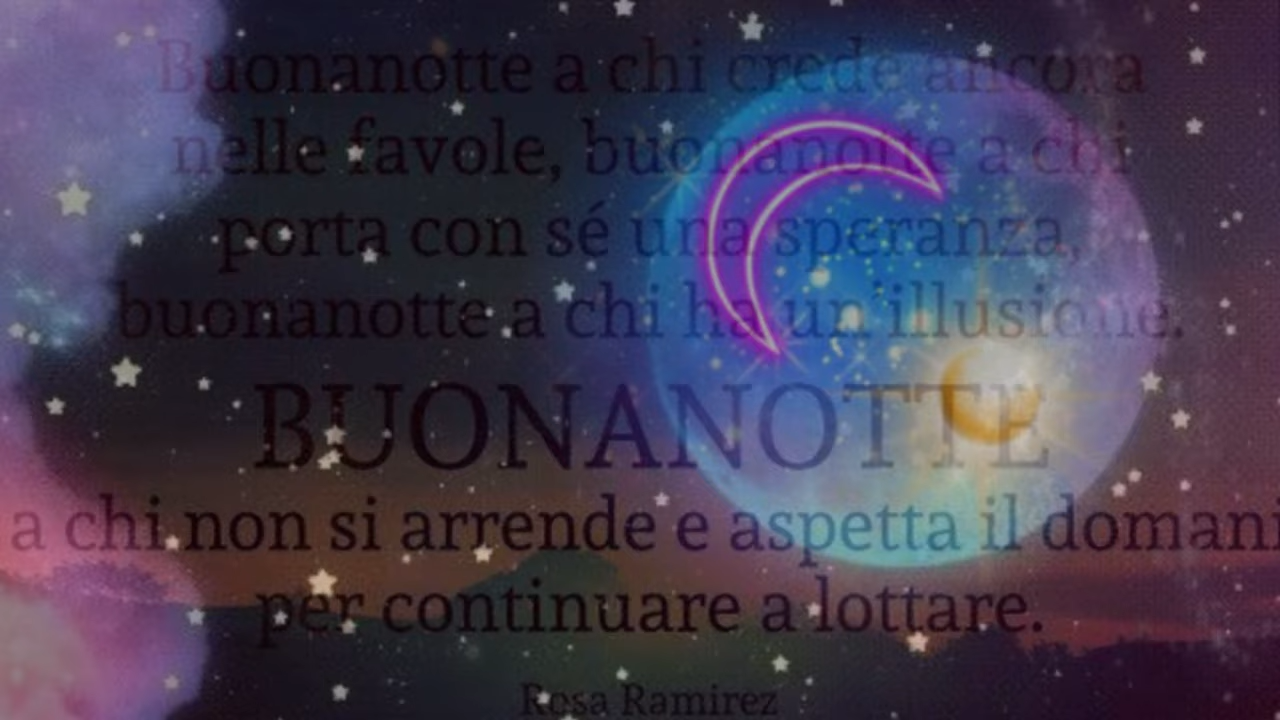 Buonanotte a chi crede ancora
nelle favole, buonanotte a chi
porta con sé una speranza,
buonanotte a chi ha un'illusione.
BUONANOTTE
a chi non si arrende e aspetta il domani
per continuare a lottare.
Rosa Ramirez